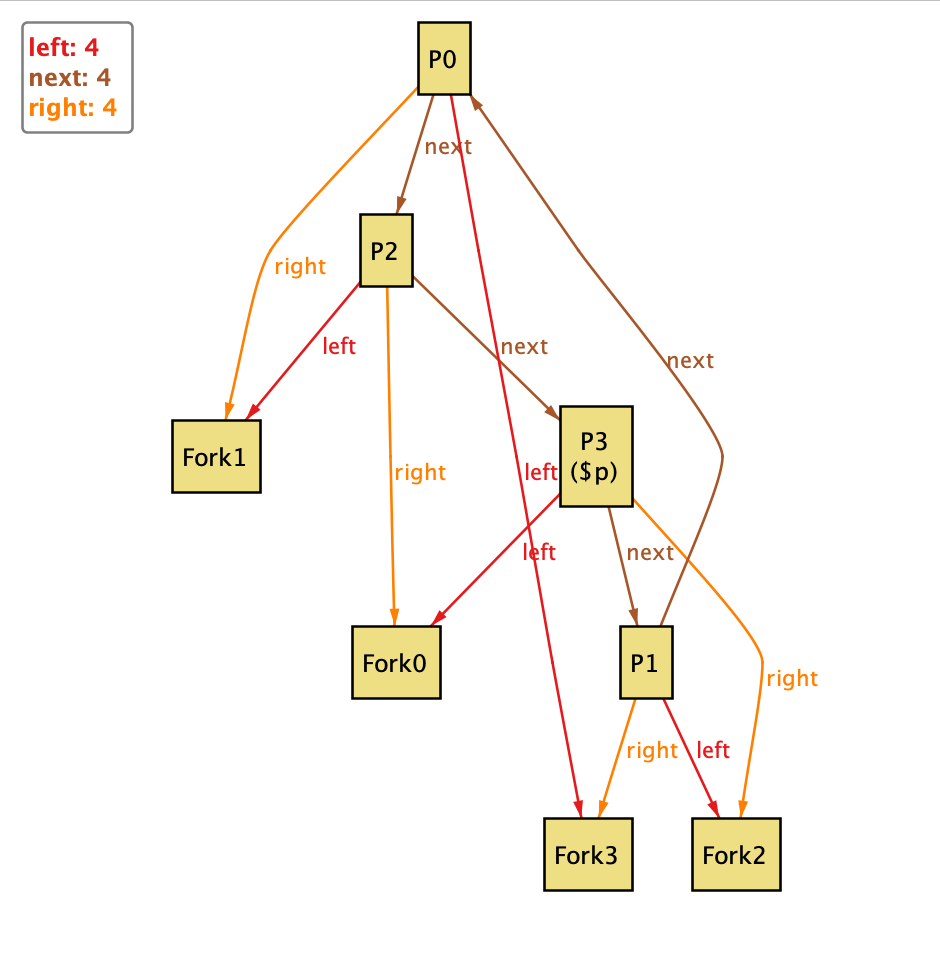 left: 4
next: 4
right: 4
P0
next
P2
right
left
next
next
Fork1
right
left
P3
($p)
left
next
Fork0
P1
right
right
left
Fork3
Fork2